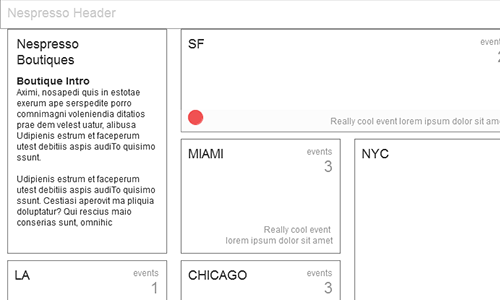 Nespresso Header
Nespresso
Boutiques
Boutique Intro
Aximi, nosapedi quis in estotae
exerum ape serspedite porro
comnimagni voleniendia ditatios
prae dem velest uatur, alibusa
Udipienis estrum et faceperum
utest debitiis aspis audiTo quisimo
ssunt.
Udipienis estrum et faceperum
utest debitiis aspis audiTo quisimo
ssunt. Cestiasi aperovit ma pliquia
doluptatur? Qui rescius maio
conserias sunt, omnihic
SF
Really cool event lorem ipsum dolor sit
MIAMI
events
3
Really cool event
lorem ipsum dolor sit amet
NYC
LA
events
1
CHICAGO
events
3